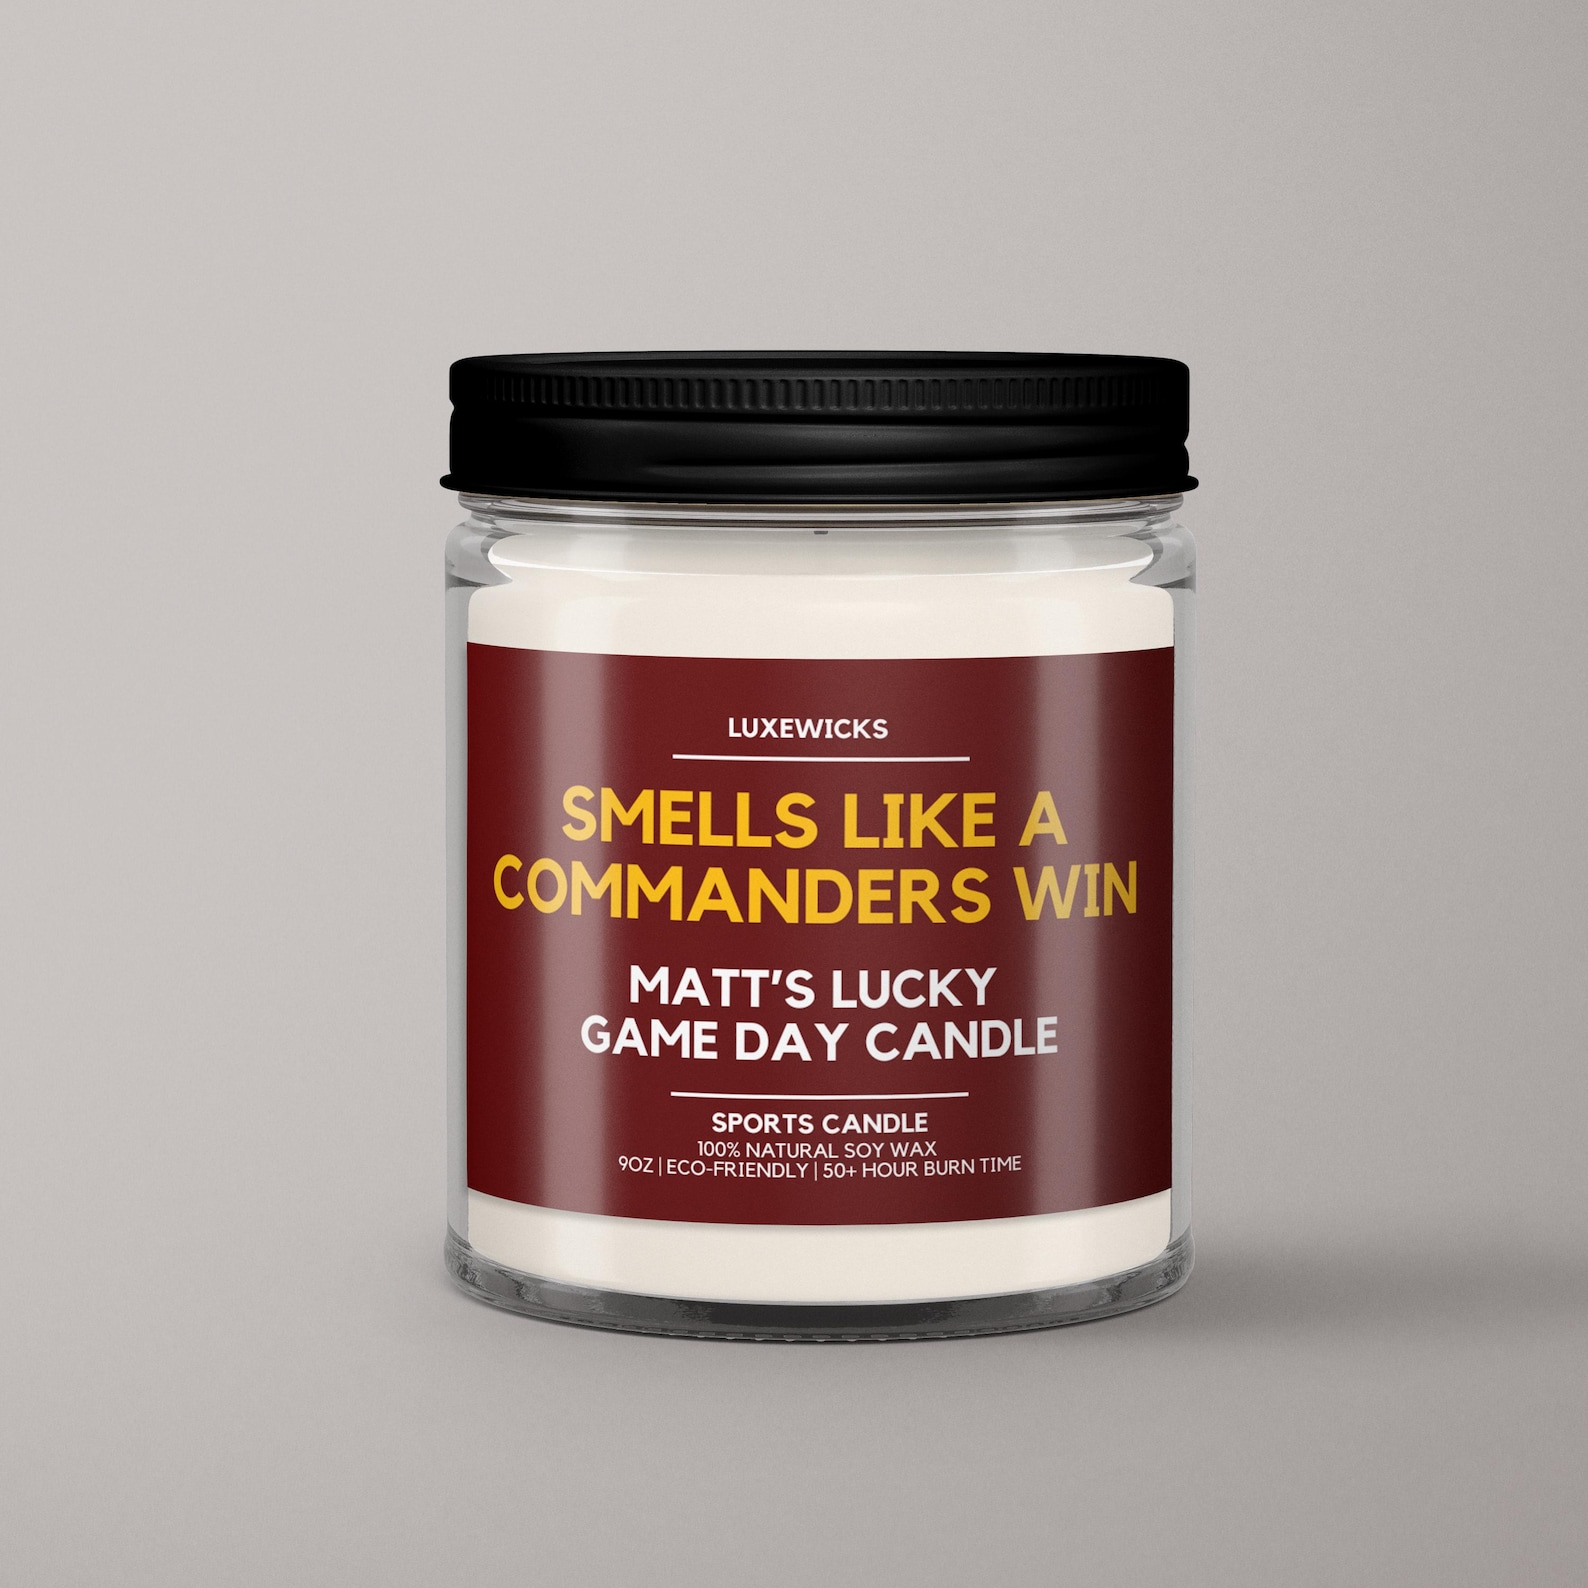 LUXEWICKS
SMELLS LIKE A
COMMANDERS WIN
MATT'S LUCKY
GAME DAY CANDLE
SPORTS CANDLE
100% NATURAL SOY WAX
9OZ | ECO-FRIENDLY | 50+ HOUR BURN TIME